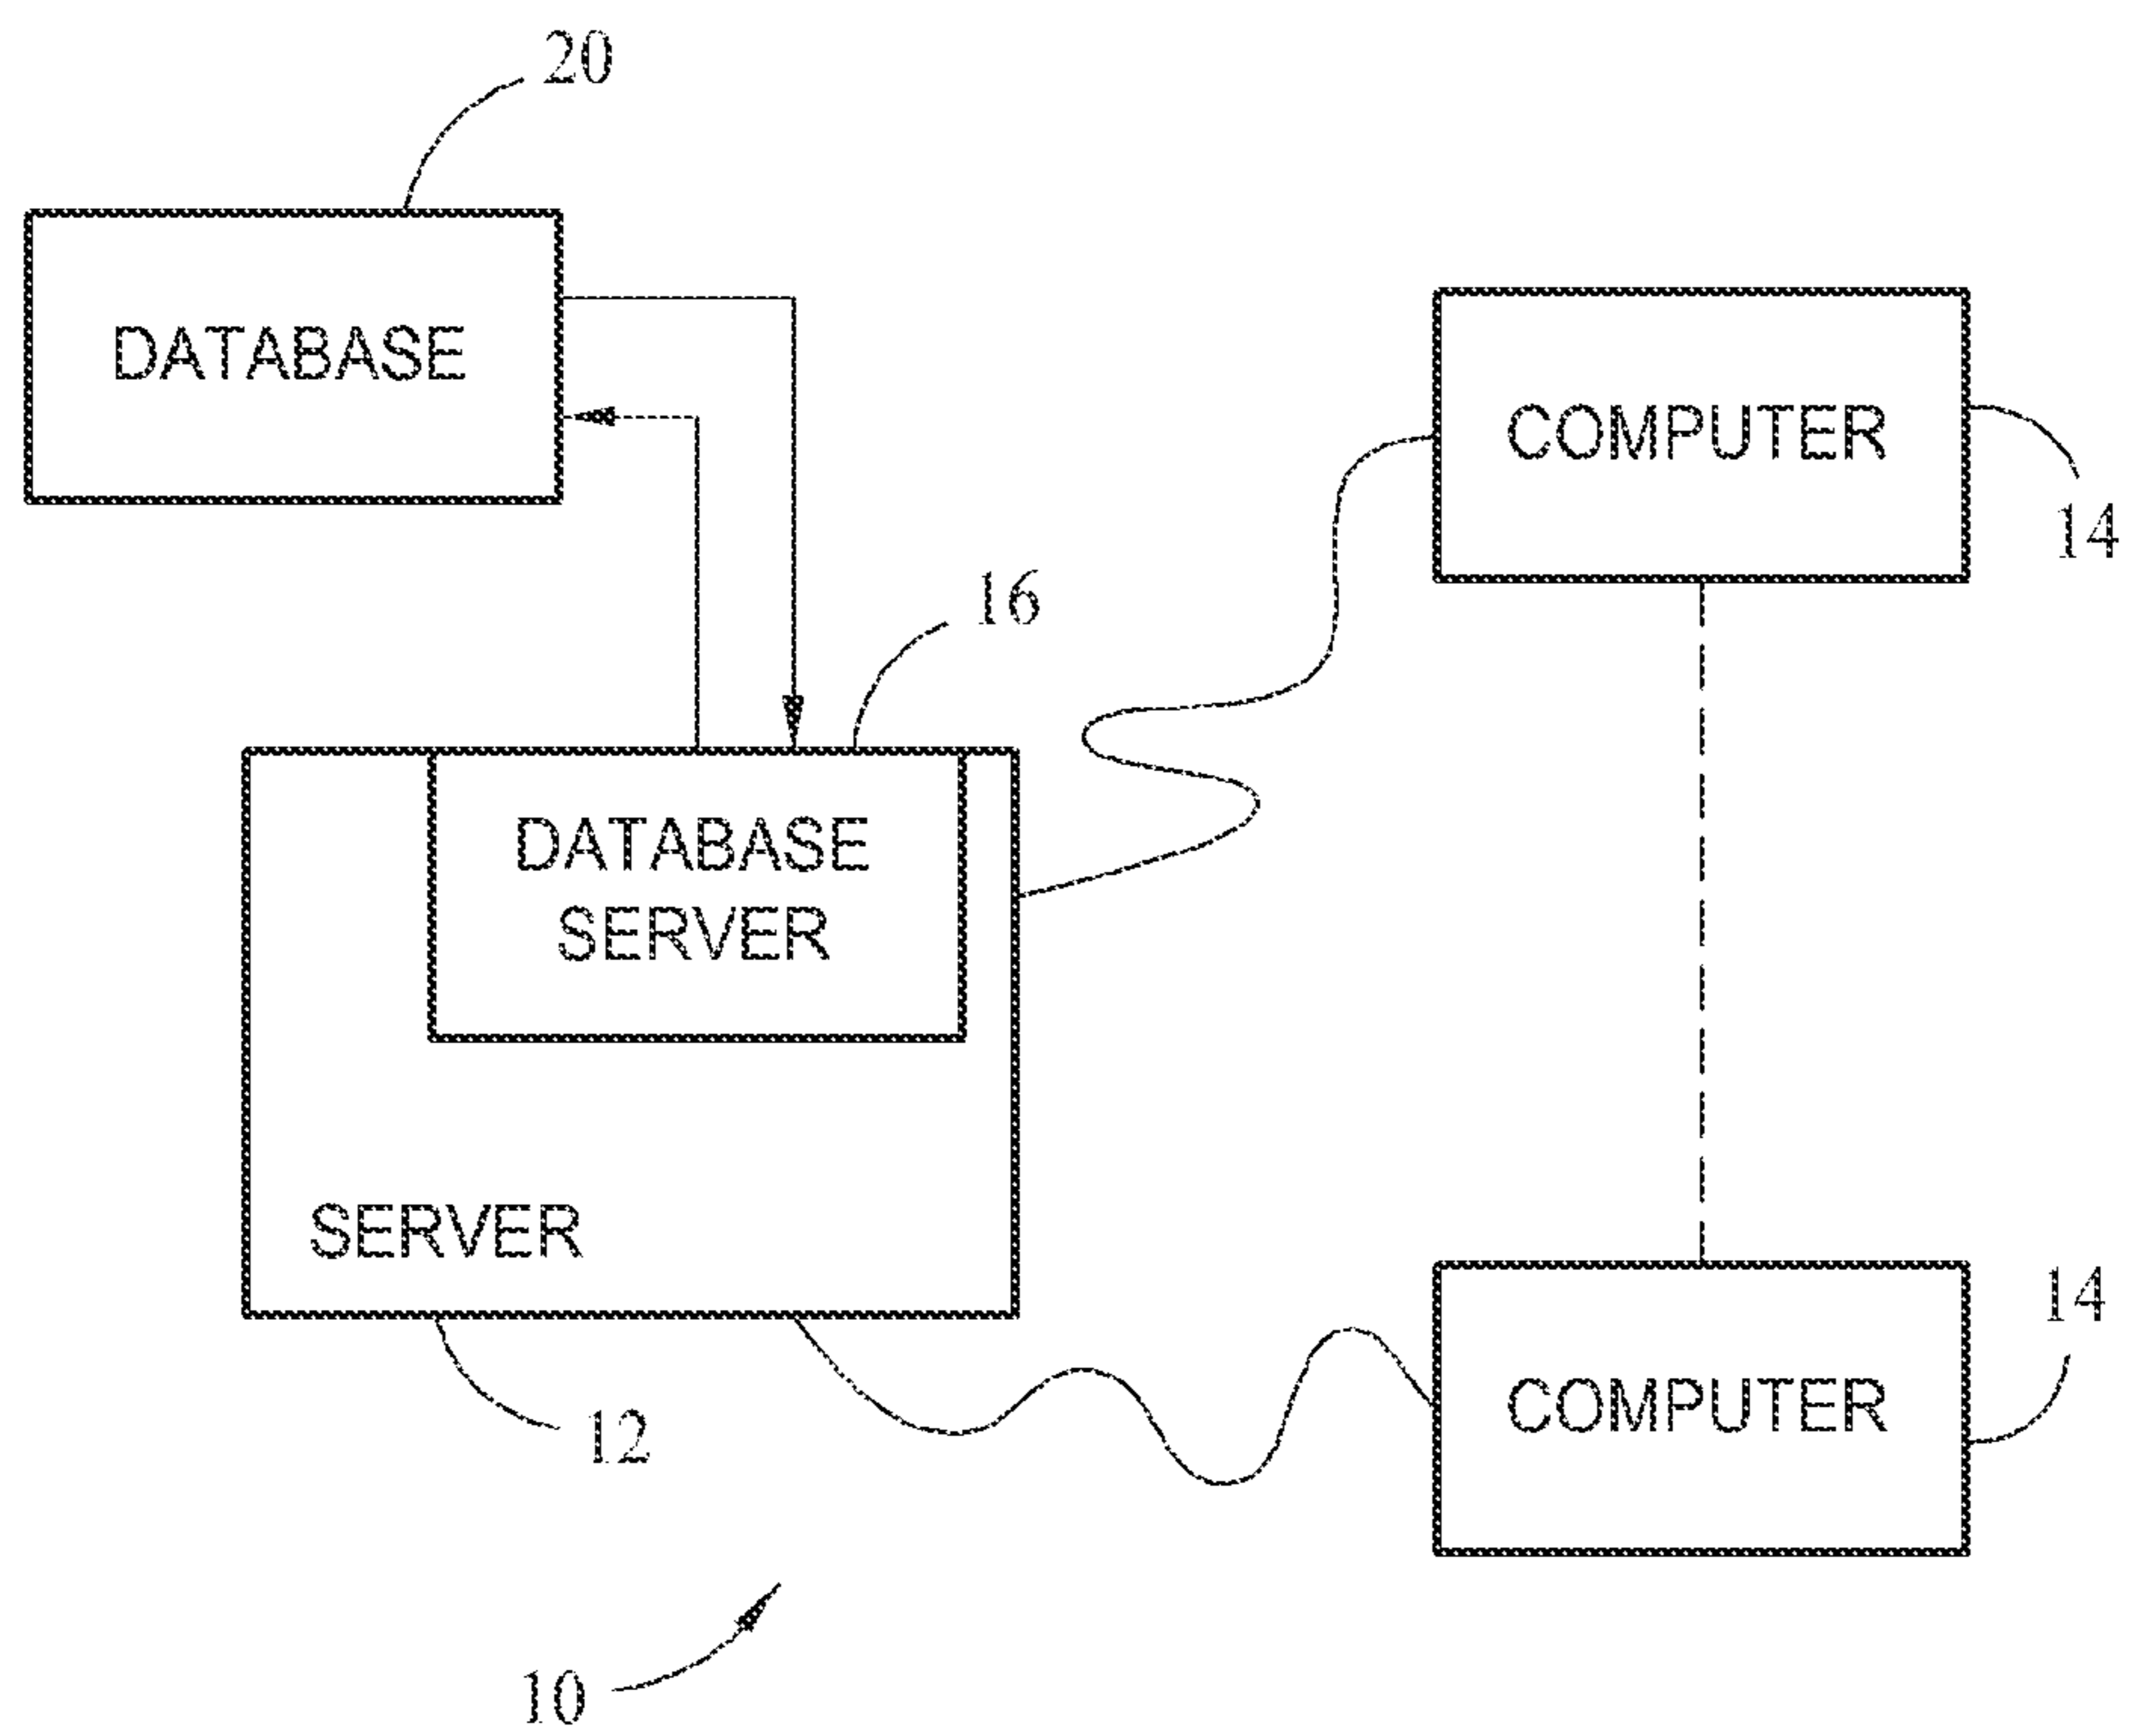 20
DATABASE
COMPUTER
14
16
DATABASE
SERVER
SERVER
14
COMPUTER
12
10